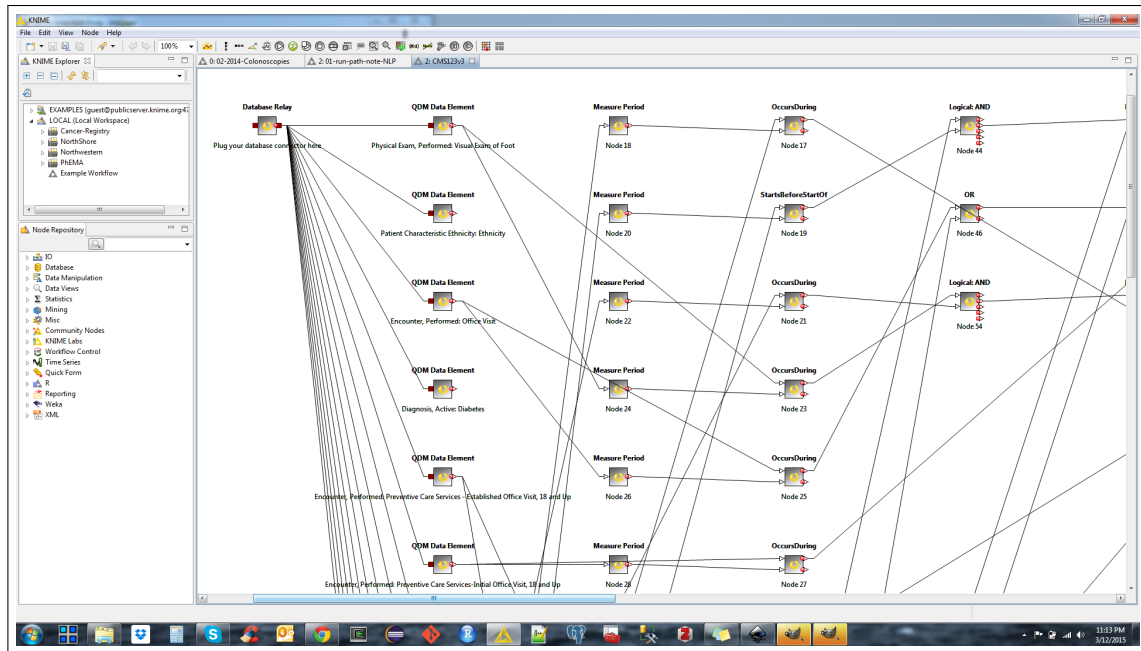 KNIME
File Edit View Node Help
100%
KNIME Explorer
0: 02-2014-Colonoscopies
2: 01-run-path-note-NLP
2: CMS123v3
EXAMPLES (guest@publicserver.knime.org:47
LOCAL (Local Workspace)
Cancer-Registry
NorthShore
Northwestern
PhEMA
Example Workflow
Node Repository
IO
Database
Data Manipulation
Data Views
Statistics
Mining
Misc
Community Nodes
KNIME Labs
Workflow Control
Time Series
Quick Form
R
Reporting
Weka
XML
Database Relay
QDM Data Element
Measure Period
OccursDuring
Logical: AND
Plug your database connector here
Physical Exam, Performed: Visual Exam of Foot
Node 18
Node 17
Node 44
QDM Data Element
Measure Period
StartsBeforeStartOf
OR
Patient Characteristic Ethnicity: Ethnicity
Node 20
Node 19
Node 46
QDM Data Element
Measure Period
OccursDuring
Logical: AND
Encounter, Performed: Office Visit
Node 22
Node 21
Node 54
QDM Data Element
Measure Period
OccursDuring
Diagnosis, Active: Diabetes
Node 24
Node 23
QDM Data Element
Measure Period
OccursDuring
Encounter, Performed: Preventive Care Services - Established Office Visit, 18 and Up
Node 26
Node 25
QDM Data Element
Measure Period
OccursDuring
Encounter, Performed: Preventive Care Services-Initial Office Visit, 18 and Up
Node 28
Node 27
11:13 PM
3/12/2015